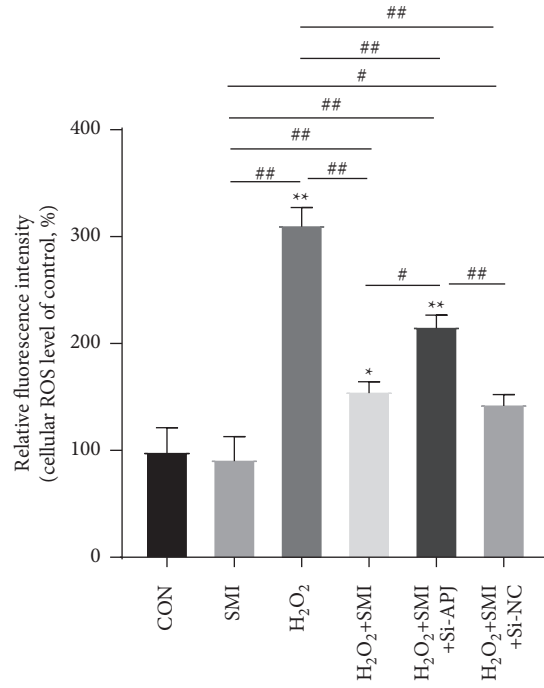 ##
##
#
##
##
##
##
400
**
300
#
##
**
200
*
100
0
Relative fluorescence intensity
(cellular ROS level of control, %)
CON
SMI
H₂O₂
H₂O₂+SMI
H₂O₂+SMI
+Si-APJ
H₂O₂+SMI
+Si-NC